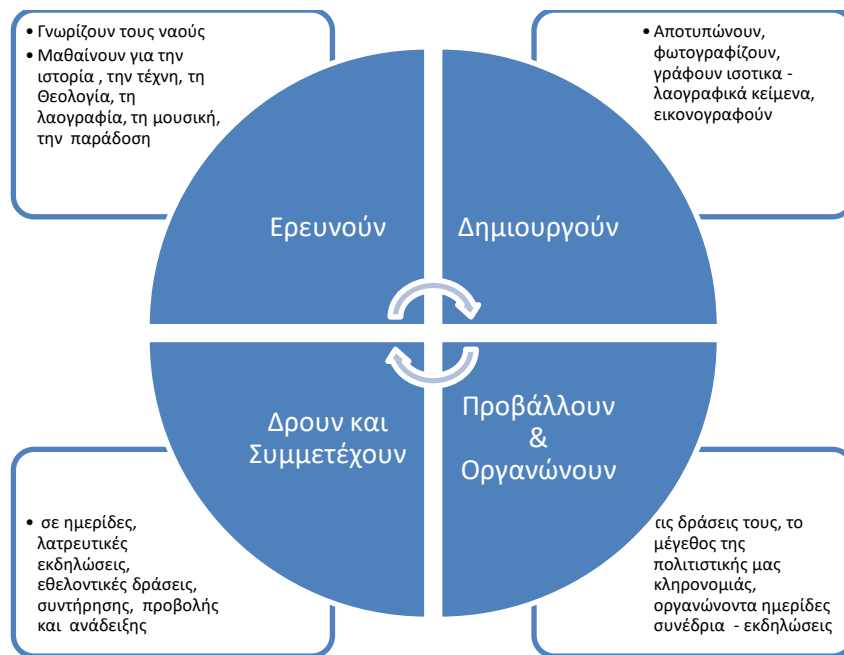 • Γνωρίζουν τους ναούς
• Μαθαίνουν για την
ιστορία , την τέχνη, τη
Θεολογία, τη
λαογραφία, τη μουσική,
την παράδοση
• Αποτυπώνουν,
φωτογραφίζουν,
γράφουν ισοτικα -
λαογραφικά κείμενα,
εικονογραφούν
Ερευνούν
Δημιουργούν
Δρουν και
Συμμετέχουν
Προβάλλουν
&
Οργανώνουν
• σε ημερίδες,
λατρευτικές
εκδηλώσεις,
εθελοντικές δράσεις,
συντήρησης, προβολής
και ανάδειξης
τις δράσεις τους, το
μέγεθος της
πολιτιστικής μας
κληρονομιάς,
οργανώνοντα ημερίδες
συνέδρια - εκδηλώσεις